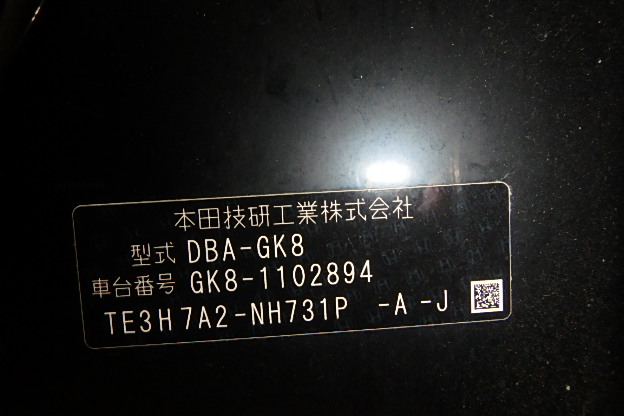 本田技研工業株式会社
型式 DBA-GK8
車台番号 GK8-1102894
TE3H7A2-NH731P -A-J